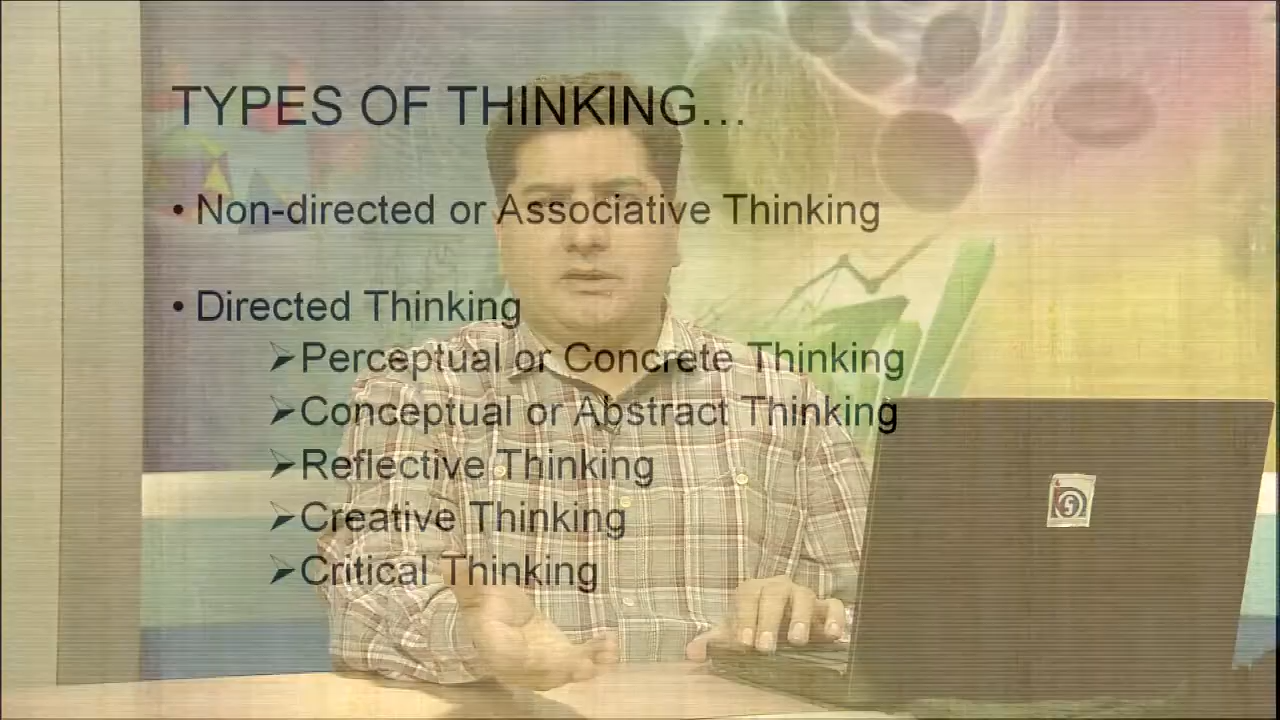 TYPES OF THINKING...
• Non-directed or Associative Thinking
• Directed Thinking
➢Perceptual or Concrete Thinking
➢Conceptual or Abstract Thinking
➢Reflective Thinking
➢Creative Thinking
➢Critical Thinking